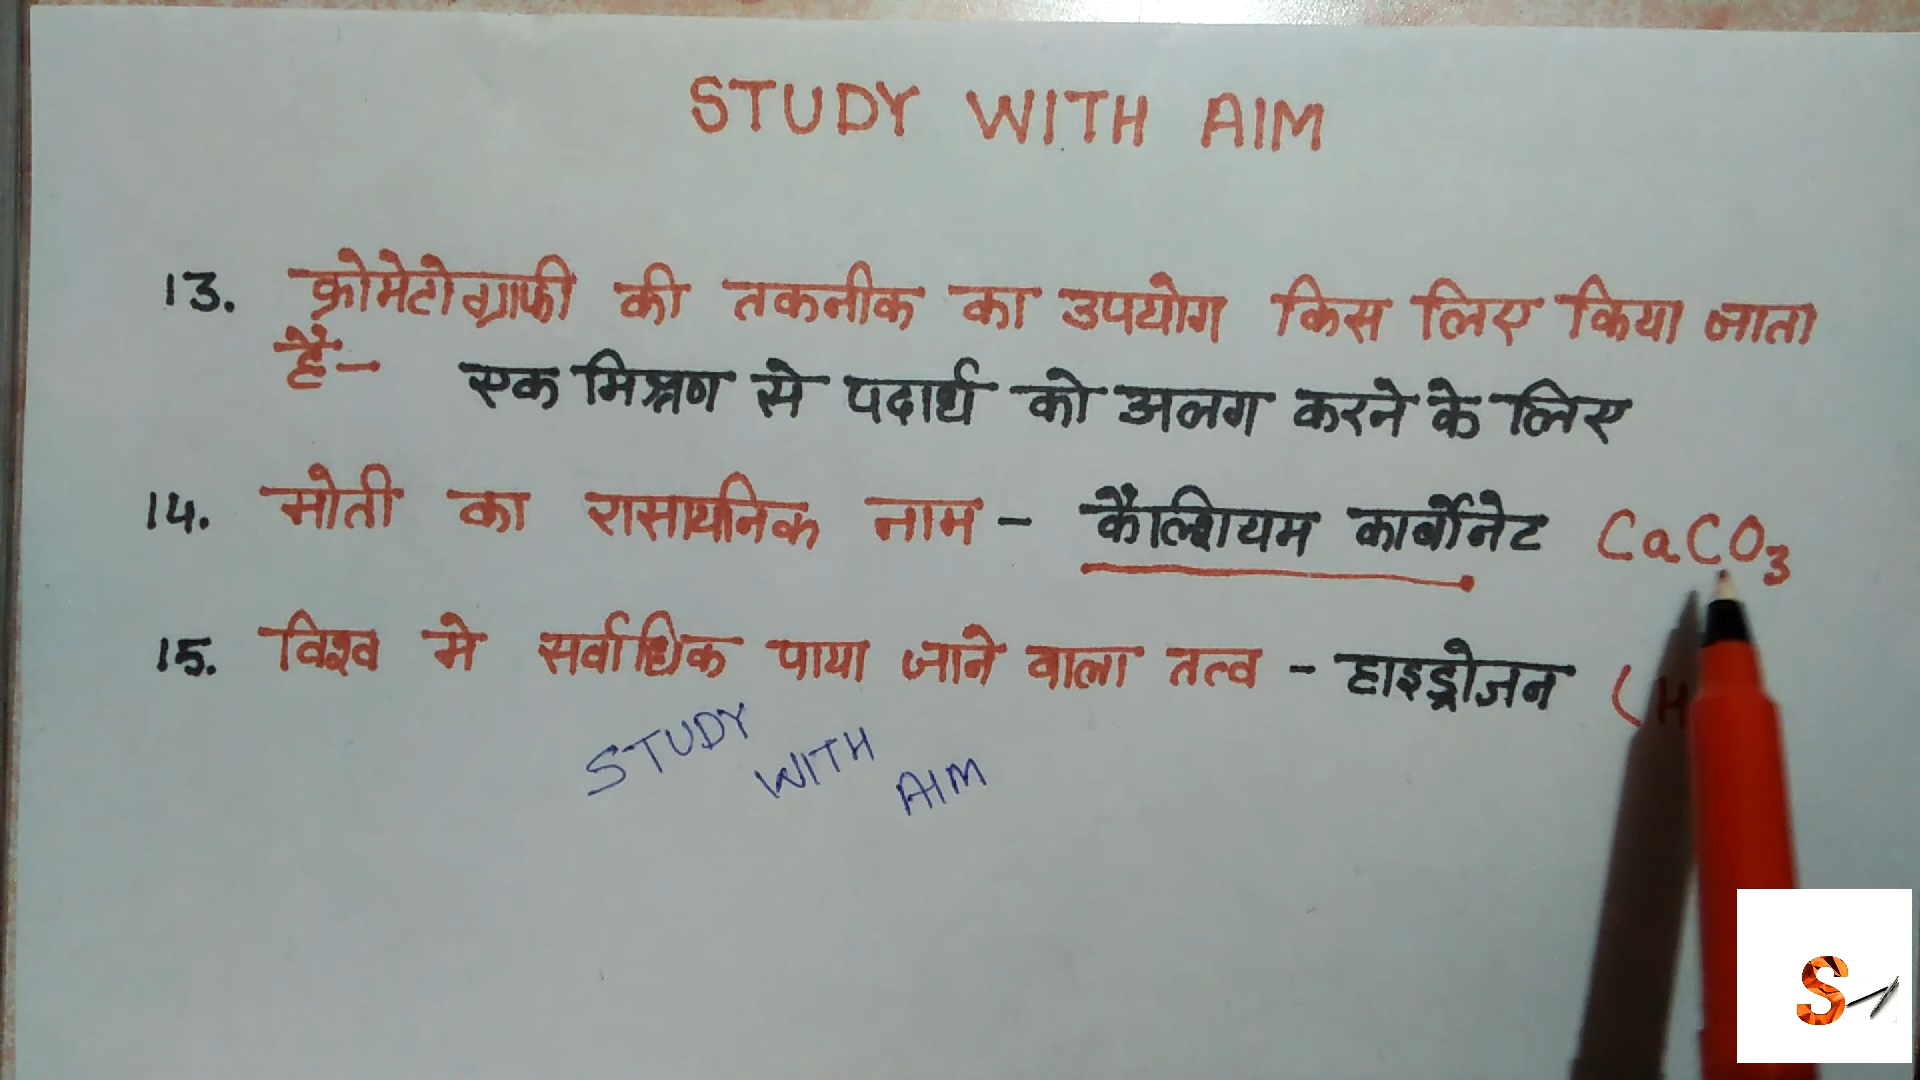 STUDY WITH AIM
13. क्रोमेटोग्राफी की तकनीक का उपयोग किस लिए किया जाता
है- एक मिश्रण से पदार्थ को अलग करने के लिए
14. मोती का रासायनिक नाम - कैल्शियम कार्बोनेट CaCO3
15. विश्व मे सर्वाधिक पाया जाने वाला तत्व - हाइड्रोजन (H
STUDY
WITH
AIM
S